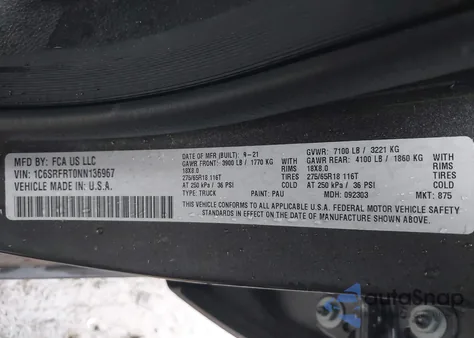 MFD BY: FCA US LLC
VIN: 1C6SRFRT0NN136967
VEHICLE MADE IN U.S.A.
DATE OF MFR (BUILT): 9-21
GVWR: 7100 LB / 3221 KG
GAWR FRONT: 3900 LB / 1770 KG WITH
GAWR REAR: 4100 LB / 1860 KG WITH
18X8.0 RIMS
18X8.0 RIMS
275/65R18 116T TIRES
275/65R18 116T TIRES
AT 250 kPa / 36 PSI COLD
AT 250 kPa / 36 PSI COLD
TYPE: TRUCK PAINT: PAU MDH: 092303 MKT: 875
THIS VEHICLE CONFORMS TO ALL APPLICABLE U.S.A. FEDERAL MOTOR VEHICLE SAFETY
STANDARDS IN EFFECT ON THE DATE OF MANUFACTURE SHOWN ABOVE
autoSnap